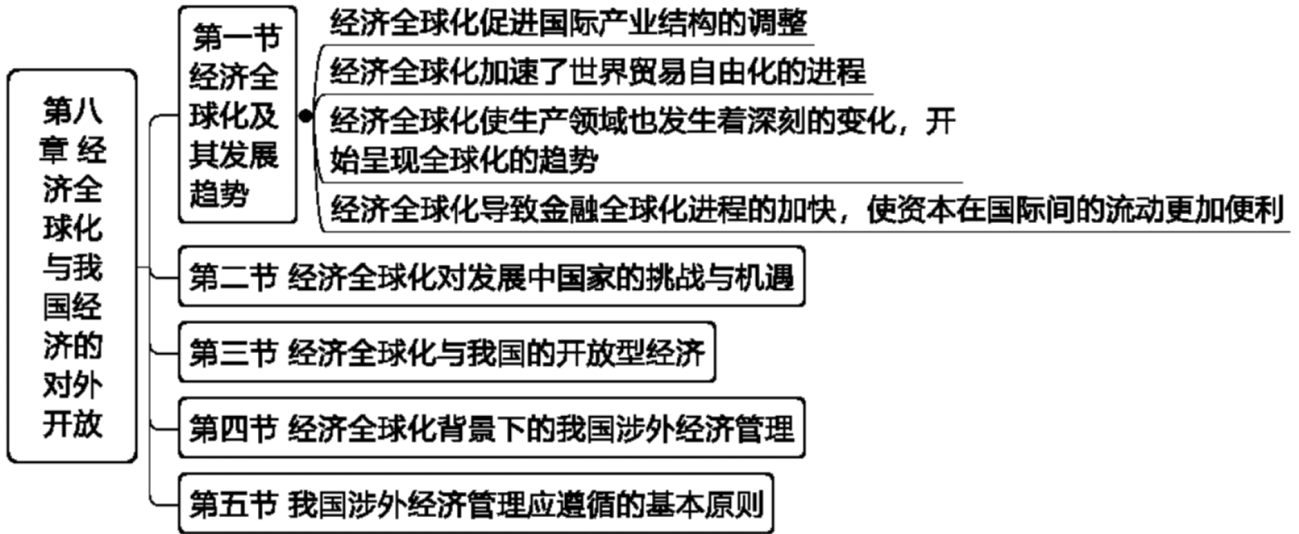 第八
章 经
济全
球化
与我
国经
济的
对外
开放
第一节
经济全
球化及
其发展
趋势
经济全球化促进国际产业结构的调整
经济全球化加速了世界贸易自由化的进程
经济全球化使生产领域也发生着深刻的变化，开
始呈现全球化的趋势
经济全球化导致金融全球化进程的加快，使资本在国际间的流动更加便利
第二节 经济全球化对发展中国家的挑战与机遇
第三节 经济全球化与我国的开放型经济
第四节 经济全球化背景下的我国涉外经济管理
第五节 我国涉外经济管理应遵循的基本原则